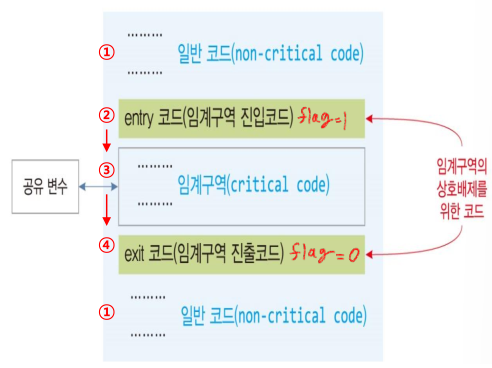 ………
① 일반 코드(non-critical code)
………
② entry 코드(임계구역 진입코드) flag=1
③ ………
공유 변수
임계구역(critical code)
………
임계구역의
상호배제를
위한 코드
④ exit 코드(임계구역 진출코드) flag=0
………
① 일반 코드(non-critical code)
………